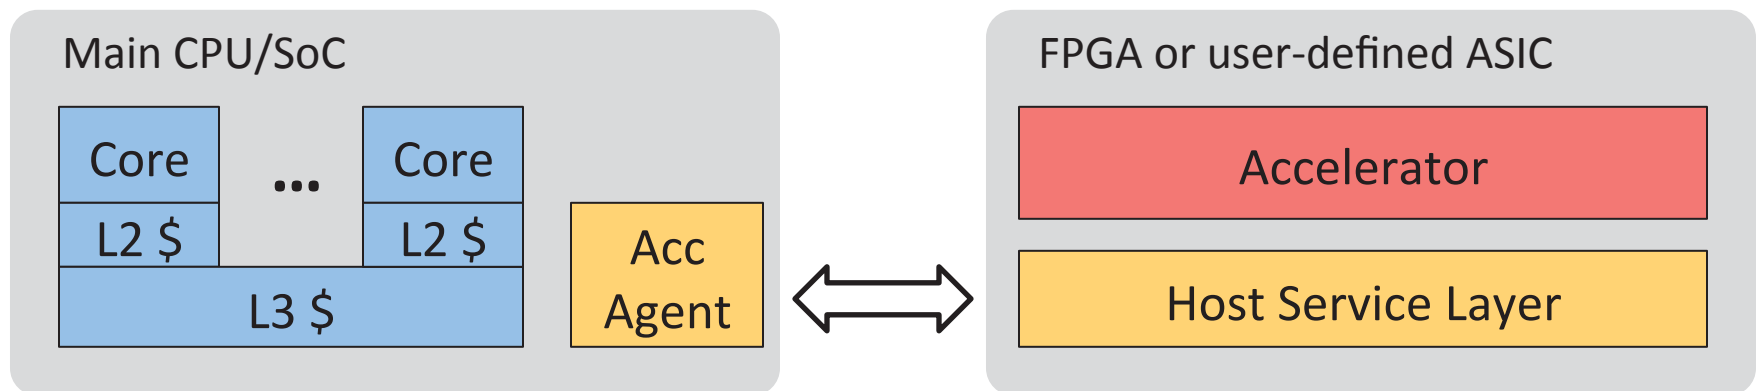 Main CPU/SoC
Core
...
Core
L2 $
L2 $
L3 $
Acc
Agent
FPGA or user-defined ASIC
Accelerator
Host Service Layer